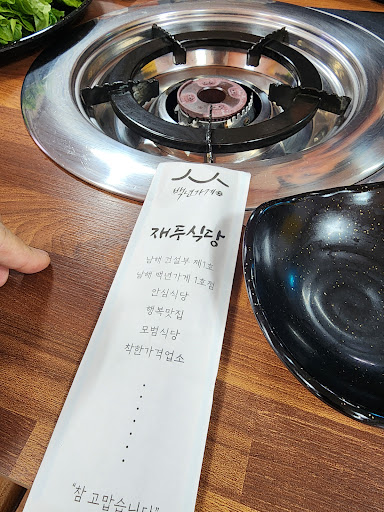 백년가게
재푸식당
남해 건설부 제1호
남해 백년가게 1호점
안심식당
행복맛집
모범식당
착한가격업소
"참 고맙습니다"